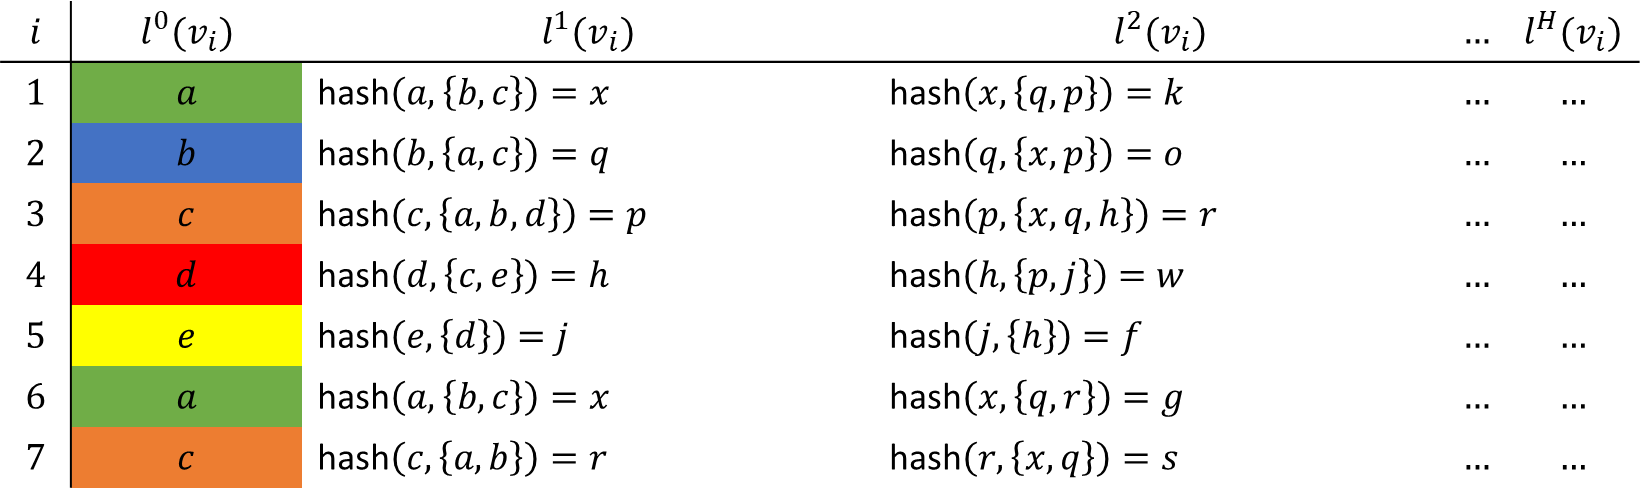 i l⁰(vᵢ) l¹(vᵢ) l²(vᵢ) ... lᴴ(vᵢ)
1 a hash(a, {b, c}) = x hash(x, {q, p}) = k ... ...
2 b hash(b, {a, c}) = q hash(q, {x, p}) = o ... ...
3 c hash(c, {a, b, d}) = p hash(p, {x, q, h}) = r ... ...
4 d hash(d, {c, e}) = h hash(h, {p, j}) = w ... ...
5 e hash(e, {d}) = j hash(j, {h}) = f ... ...
6 a hash(a, {b, c}) = x hash(x, {q, r}) = g ... ...
7 c hash(c, {a, b}) = r hash(r, {x, q}) = s ... ...